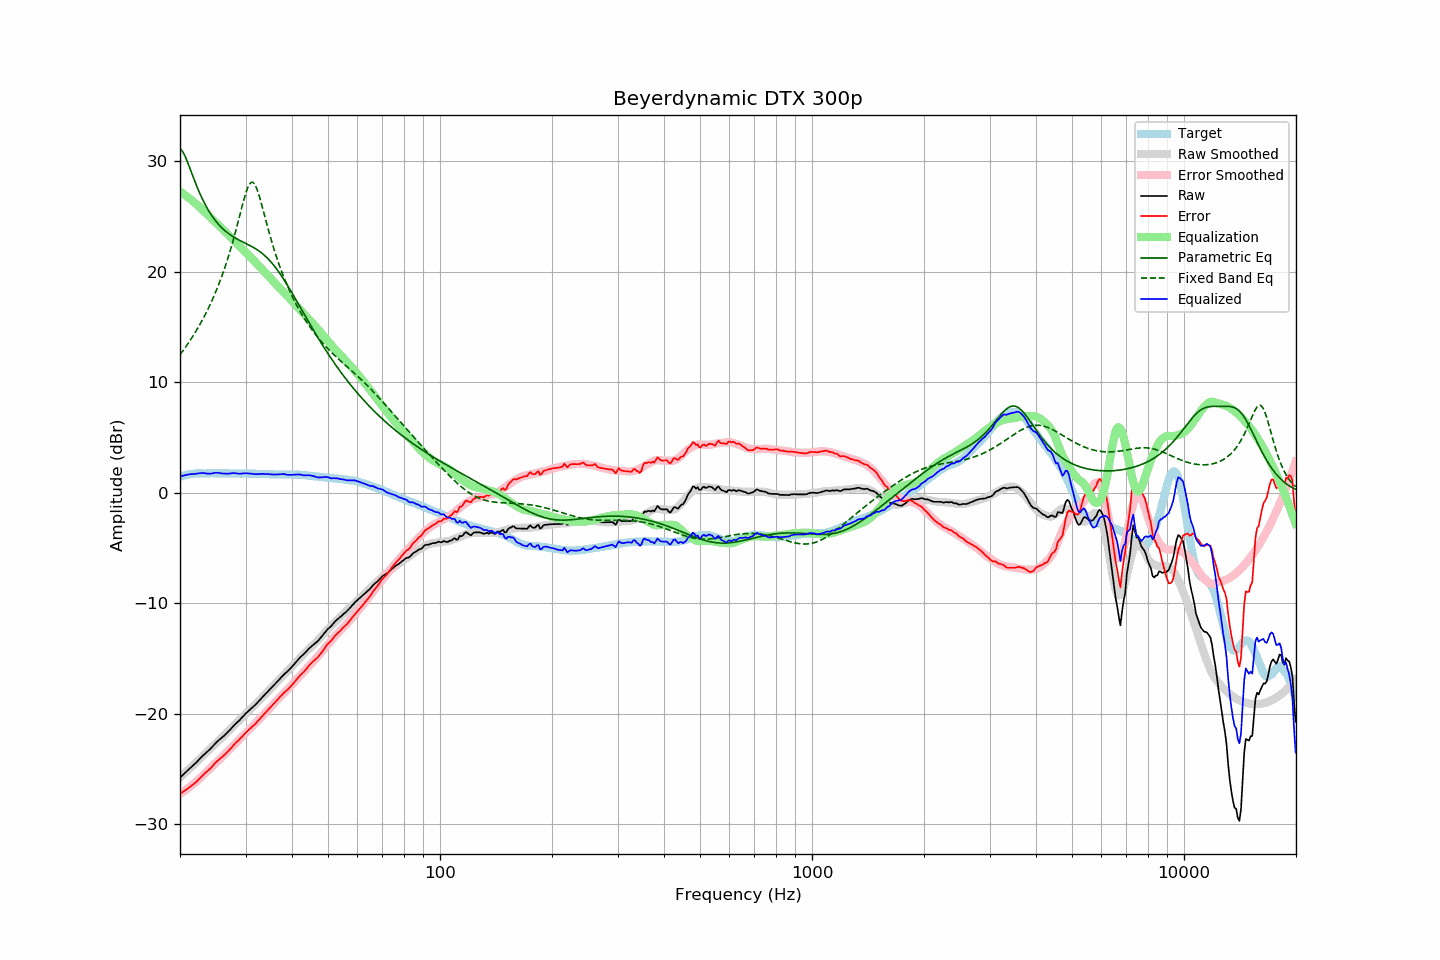 Beyerdynamic DTX 300p
Target
Raw Smoothed
Error Smoothed
Raw
Error
Equalization
Parametric Eq
Fixed Band Eq
Equalized
30
20
10
0
−10
−20
−30
Amplitude (dBr)
100
1000
10000
Frequency (Hz)